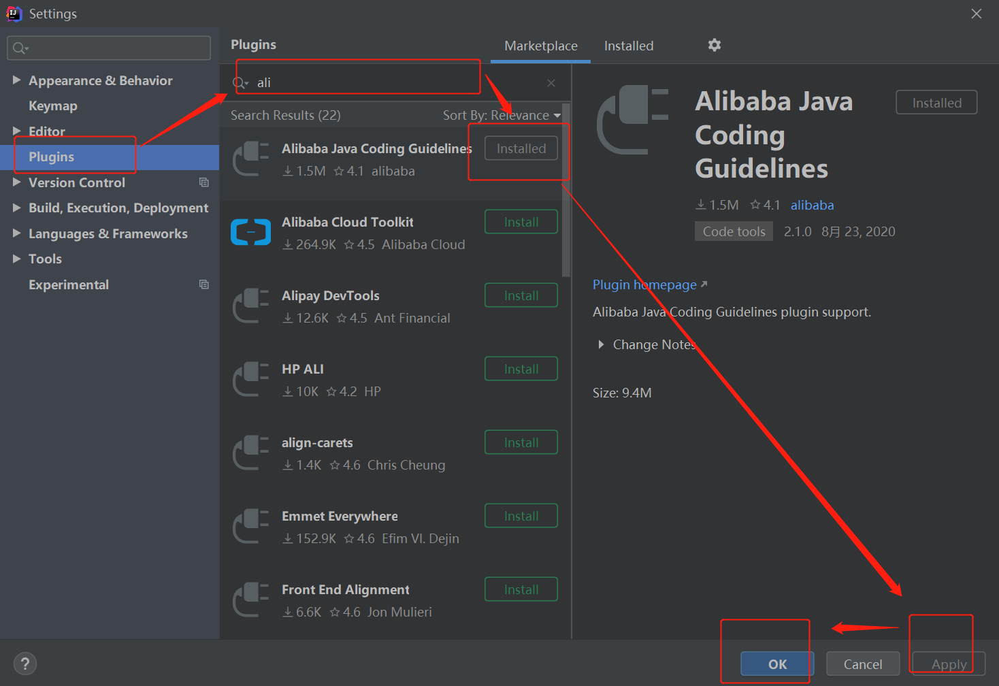 IJ
Settings
Appearance & Behavior
Keymap
Editor
Plugins
Version Control
Build, Execution, Deployment
Languages & Frameworks
Tools
Experimental
Plugins
Marketplace
Installed
ali
Search Results (22)
Sort By: Relevance
Alibaba Java Coding Guidelines
Installed
1.5M 4.1 alibaba
Alibaba Cloud Toolkit
Install
264.9K 4.5 Alibaba Cloud
Alipay DevTools
Install
12.6K 4.5 Ant Financial
HP ALI
Install
10K 4.2 HP
align-carets
Install
1.4K 4.6 Chris Cheung
Emmet Everywhere
Install
152.9K 4.6 Efim Vl. Dejin
Front End Alignment
Install
6.6K 4.6 Jon Mulieri
Alibaba Java
Coding
Guidelines
Installed
1.5M 4.1 alibaba
Code tools 2.1.0 8月 23, 2020
Plugin homepage
Alibaba Java Coding Guidelines plugin support.
Change Notes
Size: 9.4M
?
OK
Cancel
Apply